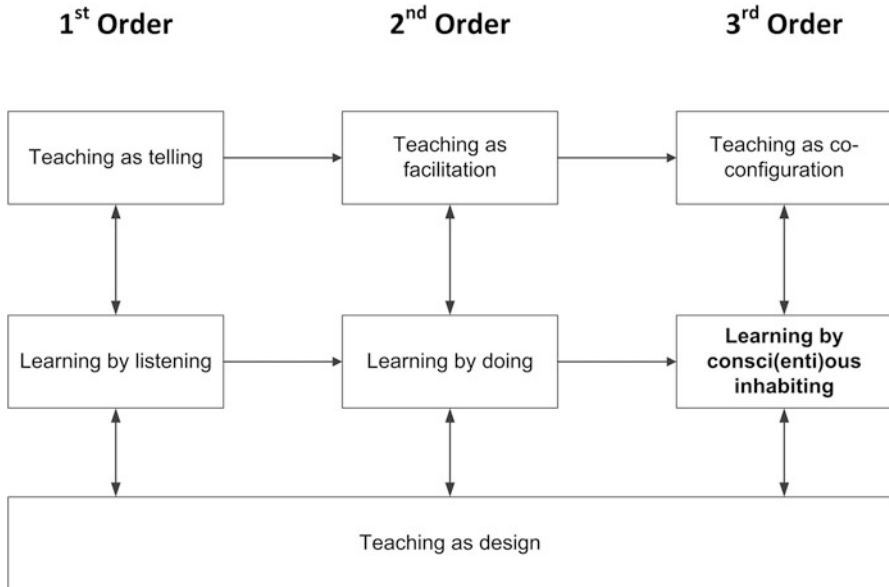 1st Order
2nd Order
3rd Order
Teaching as telling
Teaching as
facilitation
Teaching as co-
configuration
Learning by listening
Learning by doing
Learning by
consci(enti)ous
inhabiting
Teaching as design